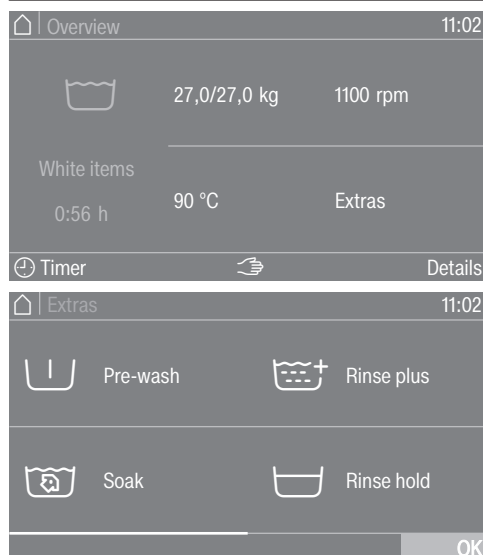 Overview 11:02
27,0/27,0 kg 1100 rpm
White items
0:56 h
90 °C Extras
Timer Details
Extras 11:02
Pre-wash Rinse plus
Soak Rinse hold
OK